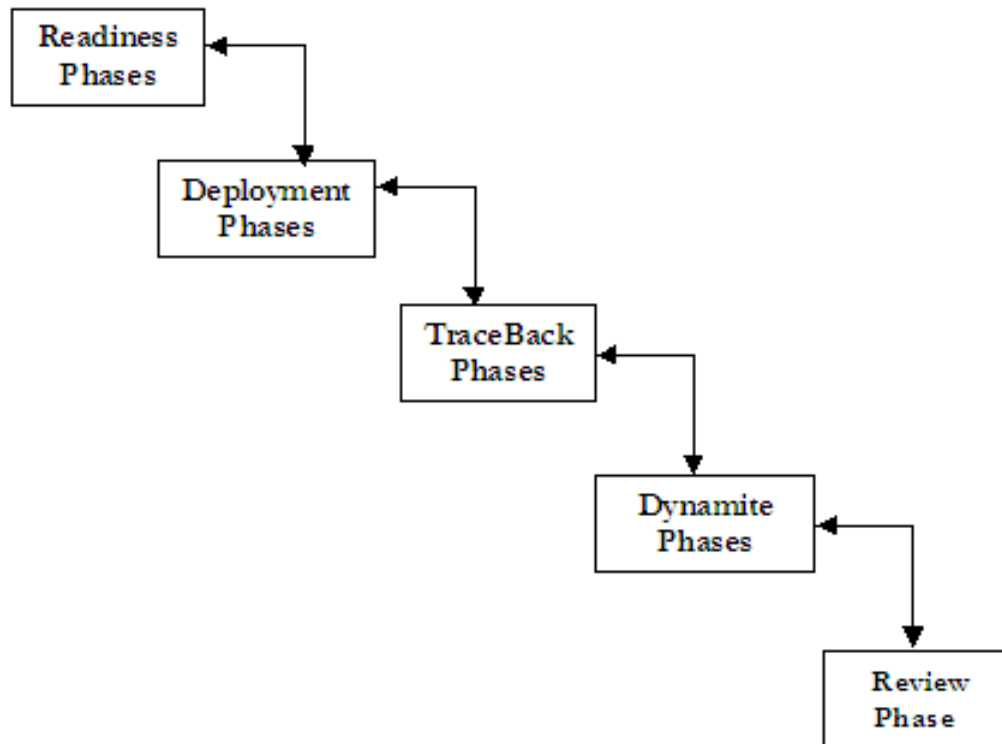 Readiness
Phases
Deployment
Phases
TraceBack
Phases
Dynamite
Phases
Review
Phase